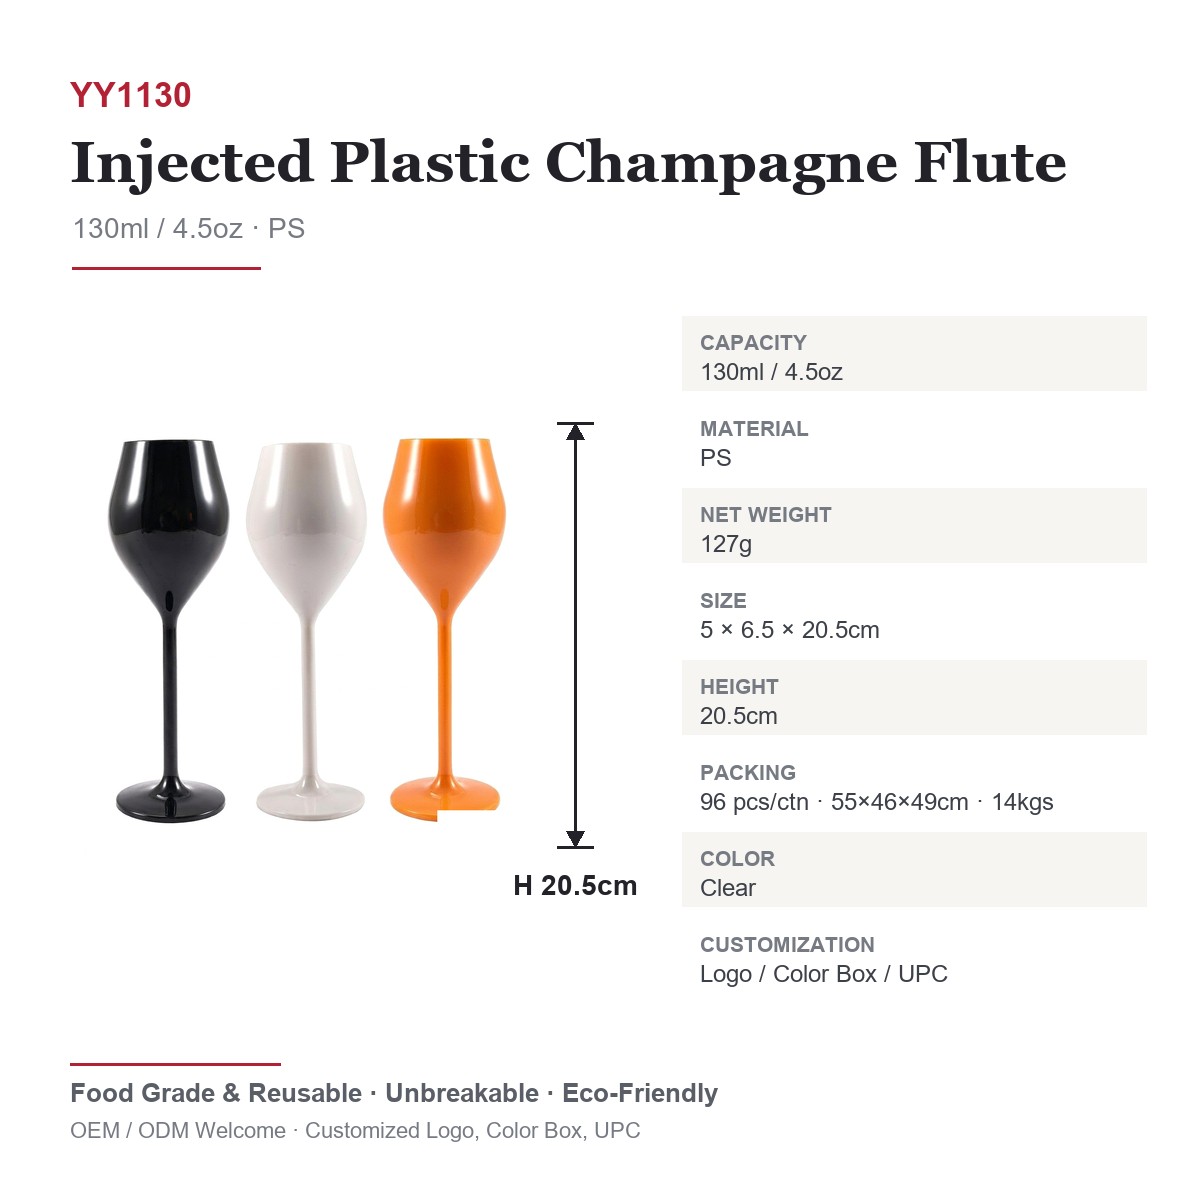 YY1130
Injected Plastic Champagne Flute
130ml / 4.5oz · PS
CAPACITY
130ml / 4.5oz
MATERIAL
PS
NET WEIGHT
127g
SIZE
5 × 6.5 × 20.5cm
HEIGHT
20.5cm
PACKING
96 pcs/ctn · 55×46×49cm · 14kgs
COLOR
Clear
CUSTOMIZATION
Logo / Color Box / UPC
H 20.5cm
Food Grade & Reusable · Unbreakable · Eco-Friendly
OEM / ODM Welcome · Customized Logo, Color Box, UPC